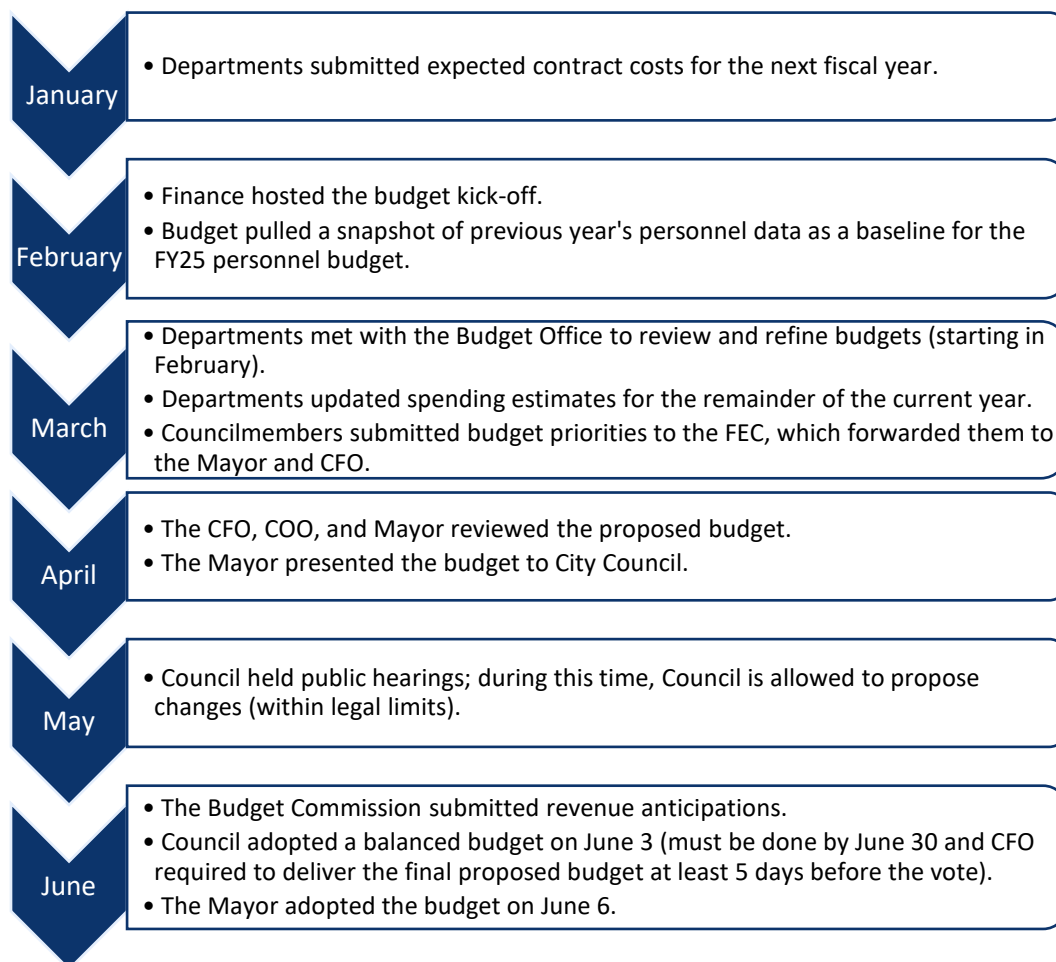 January
• Departments submitted expected contract costs for the next fiscal year.
February
• Finance hosted the budget kick-off.
• Budget pulled a snapshot of previous year's personnel data as a baseline for the
FY25 personnel budget.
March
• Departments met with the Budget Office to review and refine budgets (starting in
February).
• Departments updated spending estimates for the remainder of the current year.
• Councilmembers submitted budget priorities to the FEC, which forwarded them to
the Mayor and CFO.
April
• The CFO, COO, and Mayor reviewed the proposed budget.
• The Mayor presented the budget to City Council.
May
• Council held public hearings; during this time, Council is allowed to propose
changes (within legal limits).
June
• The Budget Commission submitted revenue anticipations.
• Council adopted a balanced budget on June 3 (must be done by June 30 and CFO
required to deliver the final proposed budget at least 5 days before the vote).
• The Mayor adopted the budget on June 6.